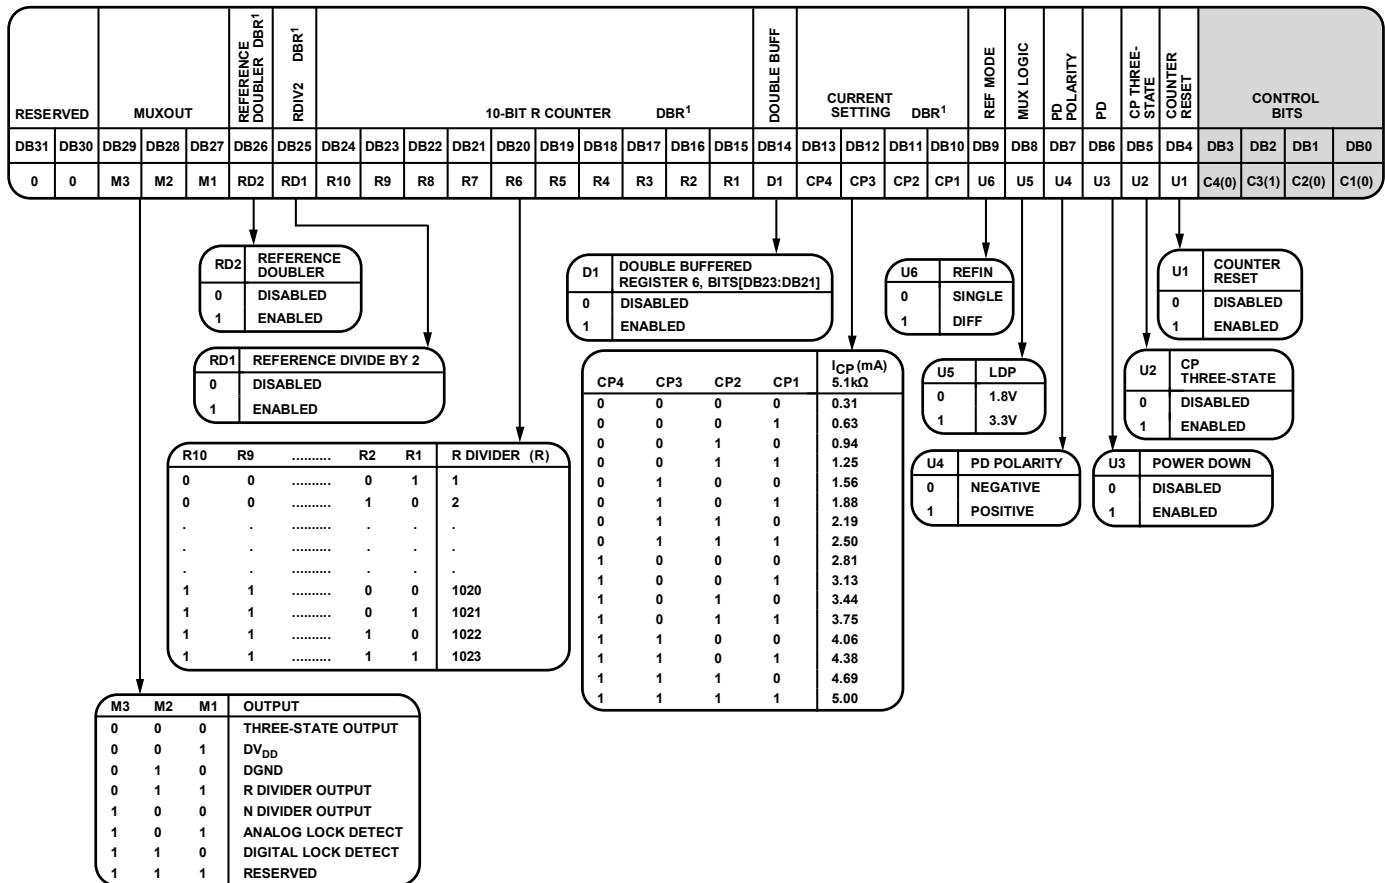 RESERVED MUXOUT REFERENCE DOUBLER DBR1 RDIV2 DBR1 10-BIT R COUNTER DBR1 DOUBLE BUFF CURRENT SETTING DBR1 REF MODE MUX LOGIC PD POLARITY PD CP THREE-STATE COUNTER RESET CONTROL BITS
DB31 DB30 DB29 DB28 DB27 DB26 DB25 DB24 DB23 DB22 DB21 DB20 DB19 DB18 DB17 DB16 DB15 DB14 DB13 DB12 DB11 DB10 DB9 DB8 DB7 DB6 DB5 DB4 DB3 DB2 DB1 DB0
0 0 M3 M2 M1 RD2 RD1 R10 R9 R8 R7 R6 R5 R4 R3 R2 R1 D1 CP4 CP3 CP2 CP1 U6 U5 U4 U3 U2 U1 C4(0) C3(1) C2(0) C1(0)
RD2 REFERENCE DOUBLER
0 DISABLED
1 ENABLED
RD1 REFERENCE DIVIDE BY 2
0 DISABLED
1 ENABLED
R10 R9 .......... R2 R1 R DIVIDER (R)
0 0 .......... 0 1 1
0 0 .......... 1 0 2
. . .......... . . .
. . .......... . . .
. . .......... . . .
1 1 .......... 0 0 1020
1 1 .......... 0 1 1021
1 1 .......... 1 0 1022
1 1 .......... 1 1 1023
M3 M2 M1 OUTPUT
0 0 0 THREE-STATE OUTPUT
0 0 1 DVDD
0 1 0 DGND
0 1 1 R DIVIDER OUTPUT
1 0 0 N DIVIDER OUTPUT
1 0 1 ANALOG LOCK DETECT
1 1 0 DIGITAL LOCK DETECT
1 1 1 RESERVED
D1 DOUBLE BUFFERED
REGISTER 6, BITS[DB23:DB21]
0 DISABLED
1 ENABLED
CP4 CP3 CP2 CP1 ICP (mA) 5.1kΩ
0 0 0 0 0.31
0 0 0 1 0.63
0 0 1 0 0.94
0 0 1 1 1.25
0 1 0 0 1.56
0 1 0 1 1.88
0 1 1 0 2.19
0 1 1 1 2.50
1 0 0 0 2.81
1 0 0 1 3.13
1 0 1 0 3.44
1 0 1 1 3.75
1 1 0 0 4.06
1 1 0 1 4.38
1 1 1 0 4.69
1 1 1 1 5.00
U6 REFIN
0 SINGLE
1 DIFF
U5 LDP
0 1.8V
1 3.3V
U4 PD POLARITY
0 NEGATIVE
1 POSITIVE
U1 COUNTER RESET
0 DISABLED
1 ENABLED
U2 CP THREE-STATE
0 DISABLED
1 ENABLED
U3 POWER DOWN
0 DISABLED
1 ENABLED